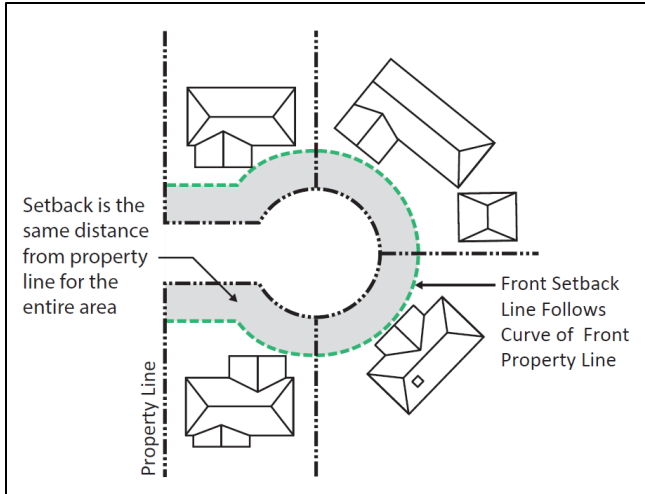 Setback is the
same distance
from property
line for the
entire area
Front Setback
Line Follows
Curve of Front
Property Line
Property Line